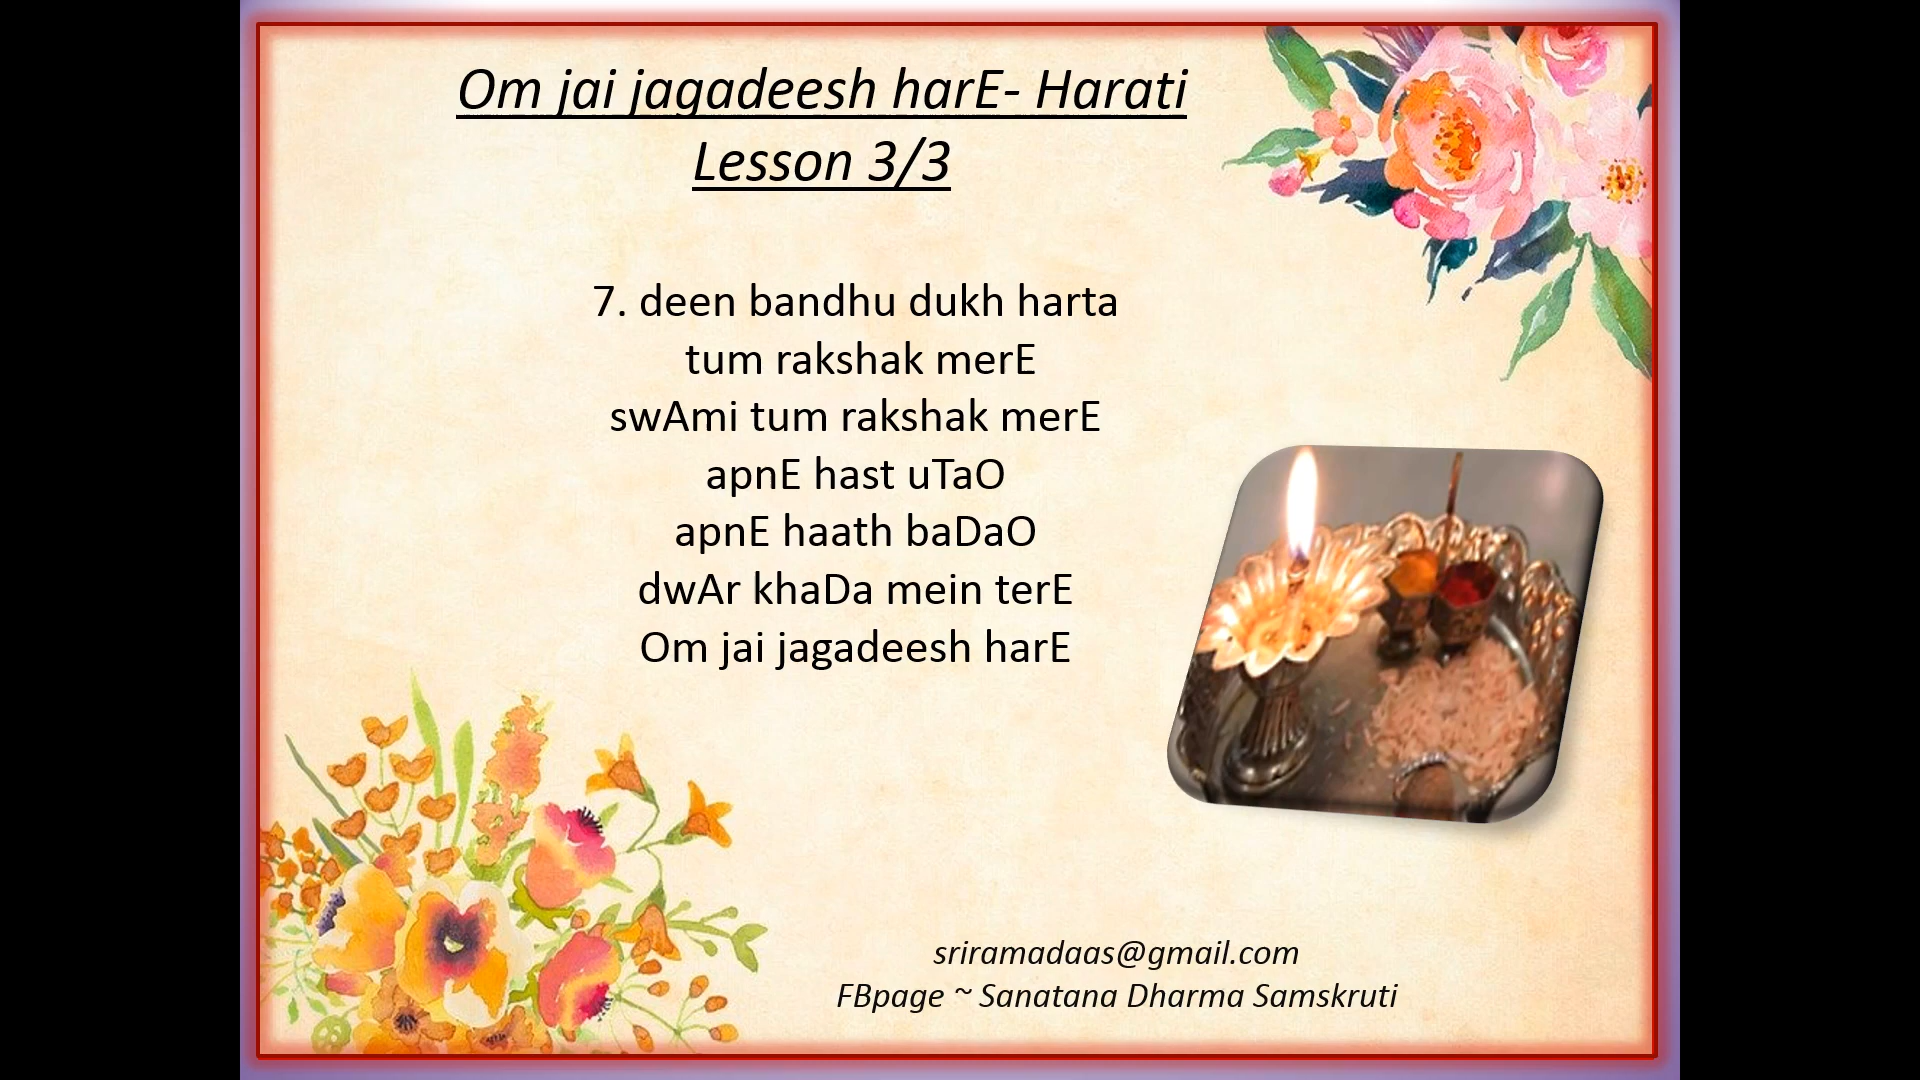 Om jai jagadeesh harE- Harati
Lesson 3/3
7. deen bandhu dukh harta
tum rakshak merE
swAmi tum rakshak merE
apnE hast uTaO
apnE haath baDaO
dwAr khaDa mein terE
Om jai jagadeesh harE
sriramadaas@gmail.com
FBpage ~ Sanatana Dharma Samskruti